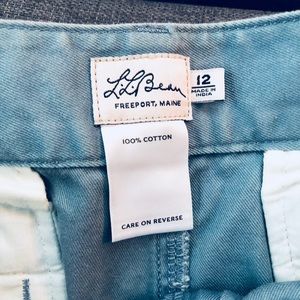 L.L.Bean
FREEPORT, MAINE
12
MADE IN
INDIA
100% COTTON
CARE ON REVERSE